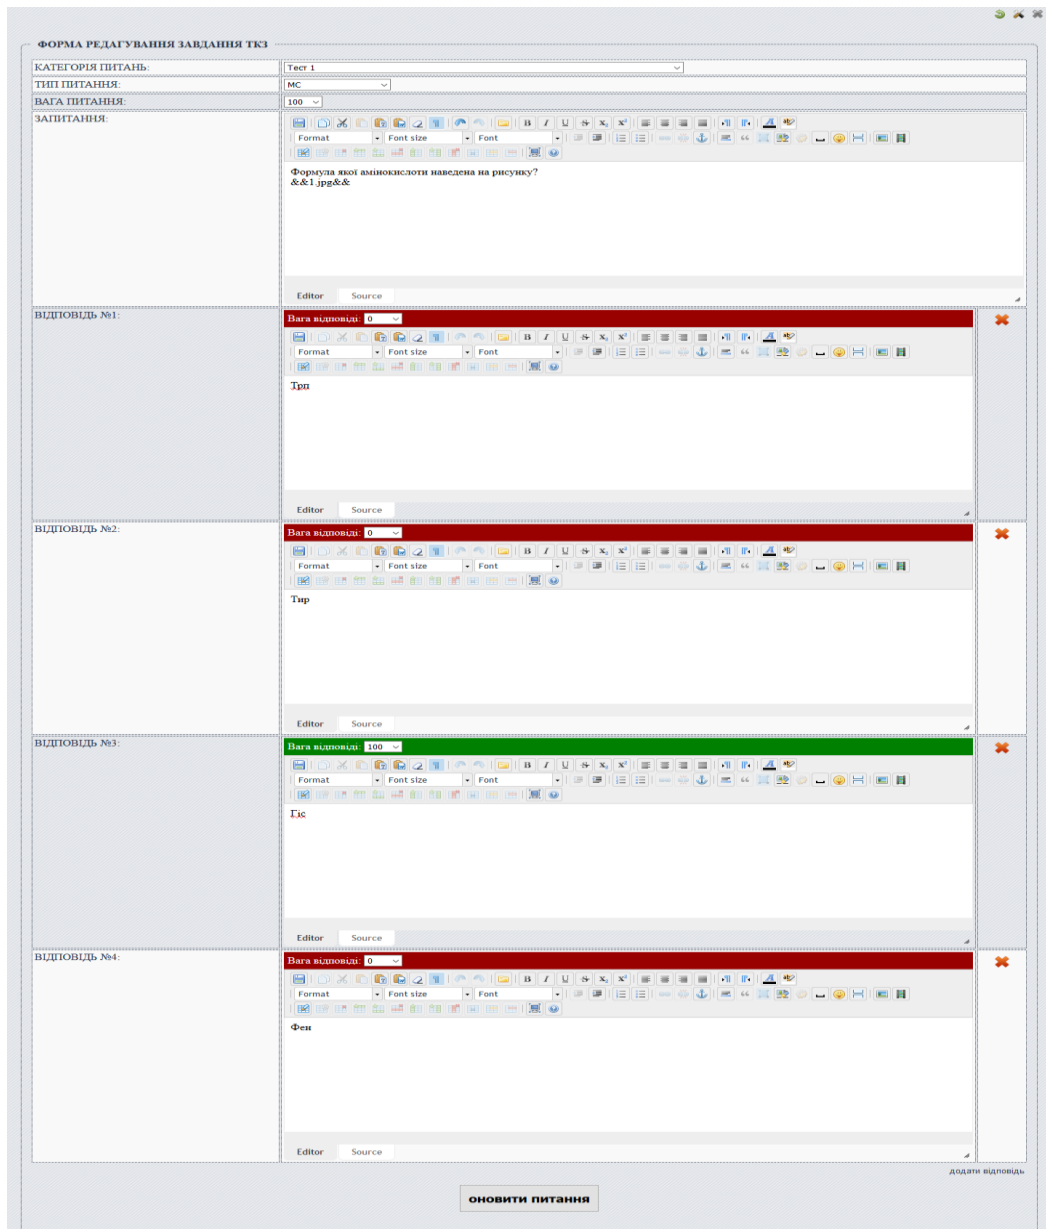 ФОРМА РЕДАГУВАННЯ ЗАВДАННЯ ТКЗ
КАТЕГОРІЯ ПИТАНЬ: Тест 1
ТИП ПИТАННЯ: MC
ВАГА ПИТАННЯ: 100
ЗАПИТАННЯ:
Format Font size Font
Формула якої амінокислоти наведена на рисунку?
&&1.jpg&&
Editor Source
ВІДПОВІДЬ №1: Вага відповіді: 0
Format Font size Font
Трп
Editor Source
ВІДПОВІДЬ №2: Вага відповіді: 0
Format Font size Font
Тир
Editor Source
ВІДПОВІДЬ №3: Вага відповіді: 100
Format Font size Font
Гіс
Editor Source
ВІДПОВІДЬ №4: Вага відповіді: 0
Format Font size Font
Фен
Editor Source
додати відповідь
оновити питання